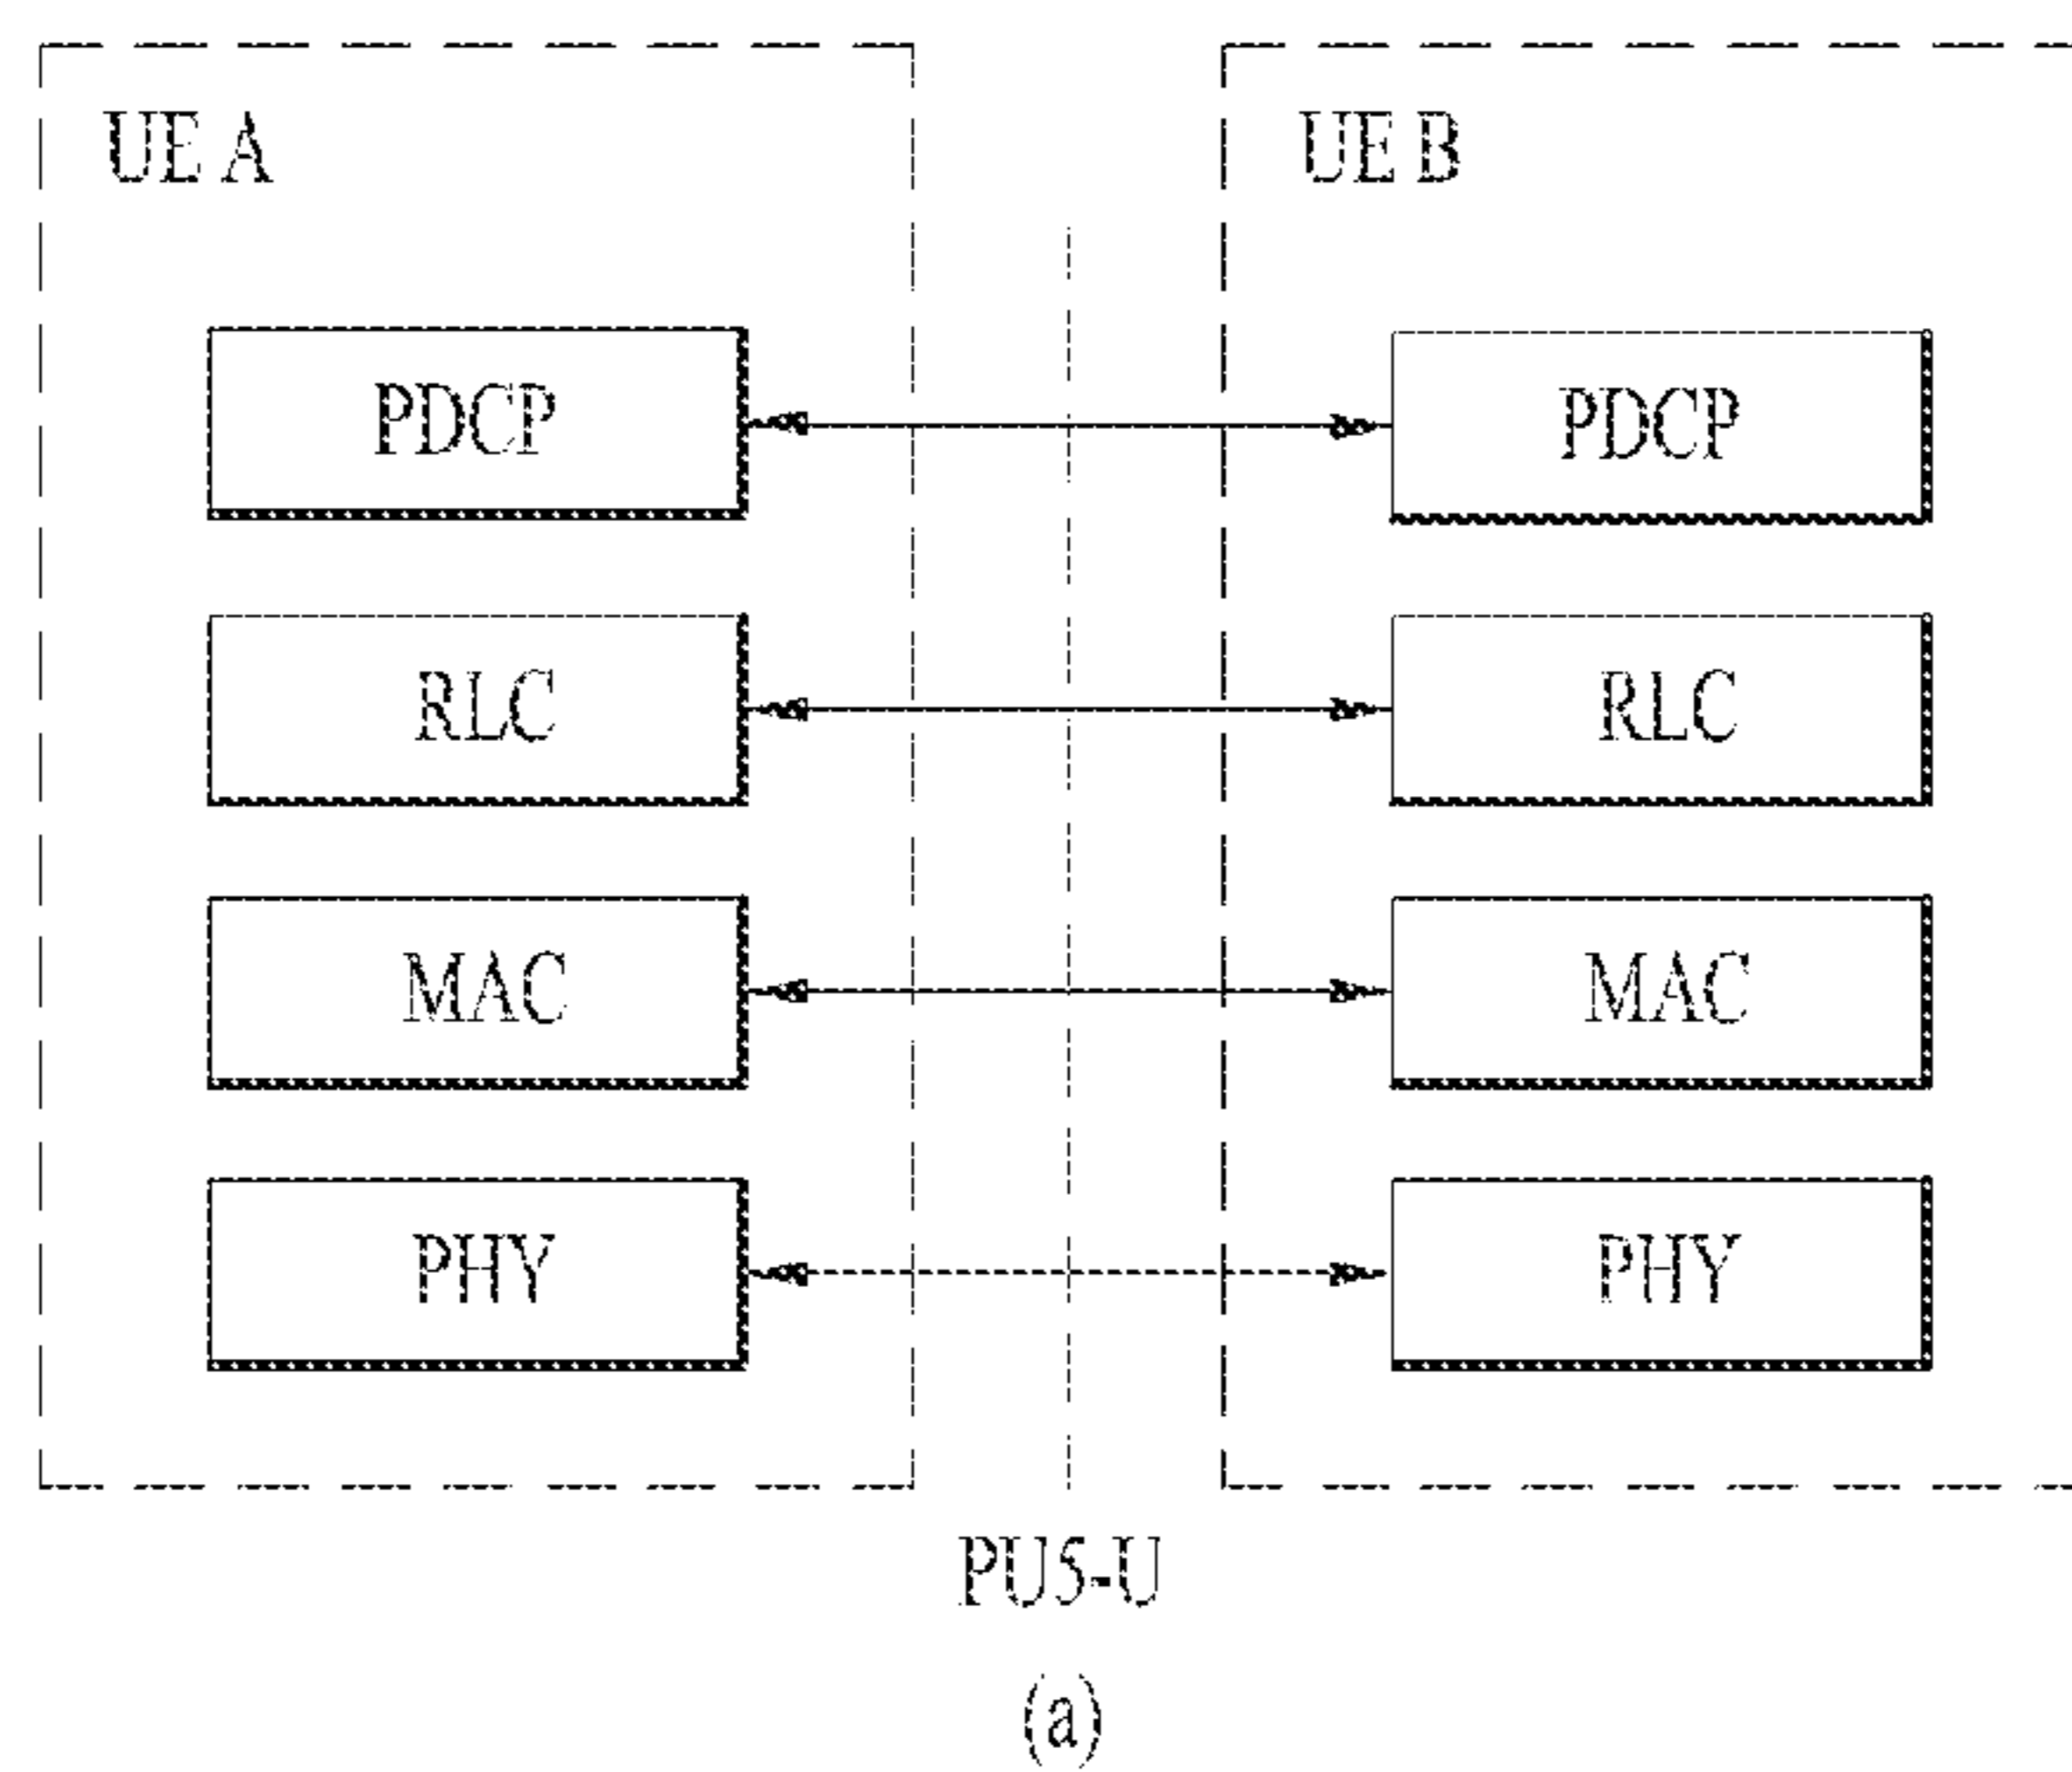 UE A UE B
PDCP PDCP
RLC RLC
MAC MAC
PHY PHY
PU5-U
(a)